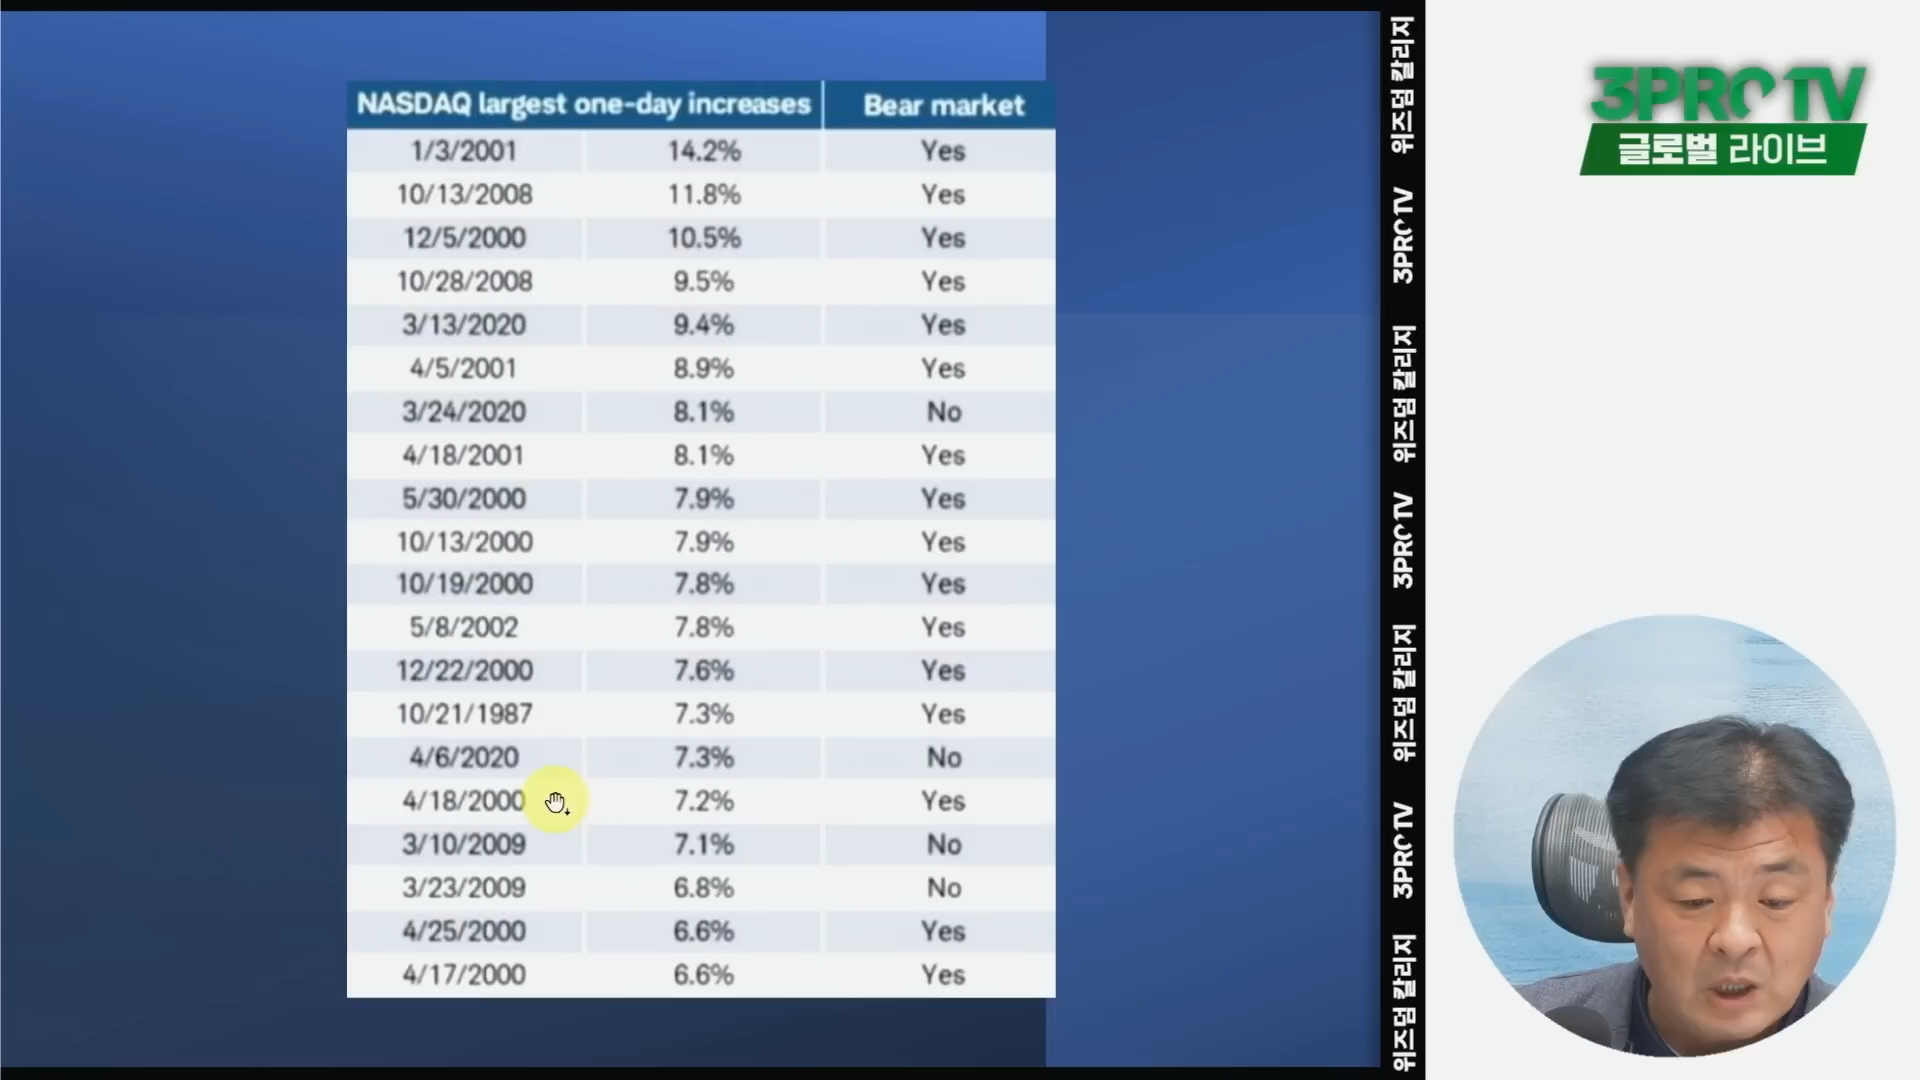 NASDAQ largest one-day increases Bear market
1/3/2001 14.2% Yes
10/13/2008 11.8% Yes
12/5/2000 10.5% Yes
10/28/2008 9.5% Yes
3/13/2020 9.4% Yes
4/5/2001 8.9% Yes
3/24/2020 8.1% No
4/18/2001 8.1% Yes
5/30/2000 7.9% Yes
10/13/2000 7.9% Yes
10/19/2000 7.8% Yes
5/8/2002 7.8% Yes
12/22/2000 7.6% Yes
10/21/1987 7.3% Yes
4/6/2020 7.3% No
4/18/2000 7.2% Yes
3/10/2009 7.1% No
3/23/2009 6.8% No
4/25/2000 6.6% Yes
4/17/2000 6.6% Yes
위즈덤 칼리지
3PROTV
위즈덤 칼리지
3PROTV
위즈덤 칼리지
3PROTV
위즈덤 칼리지
3PROTV
글로벌 라이브